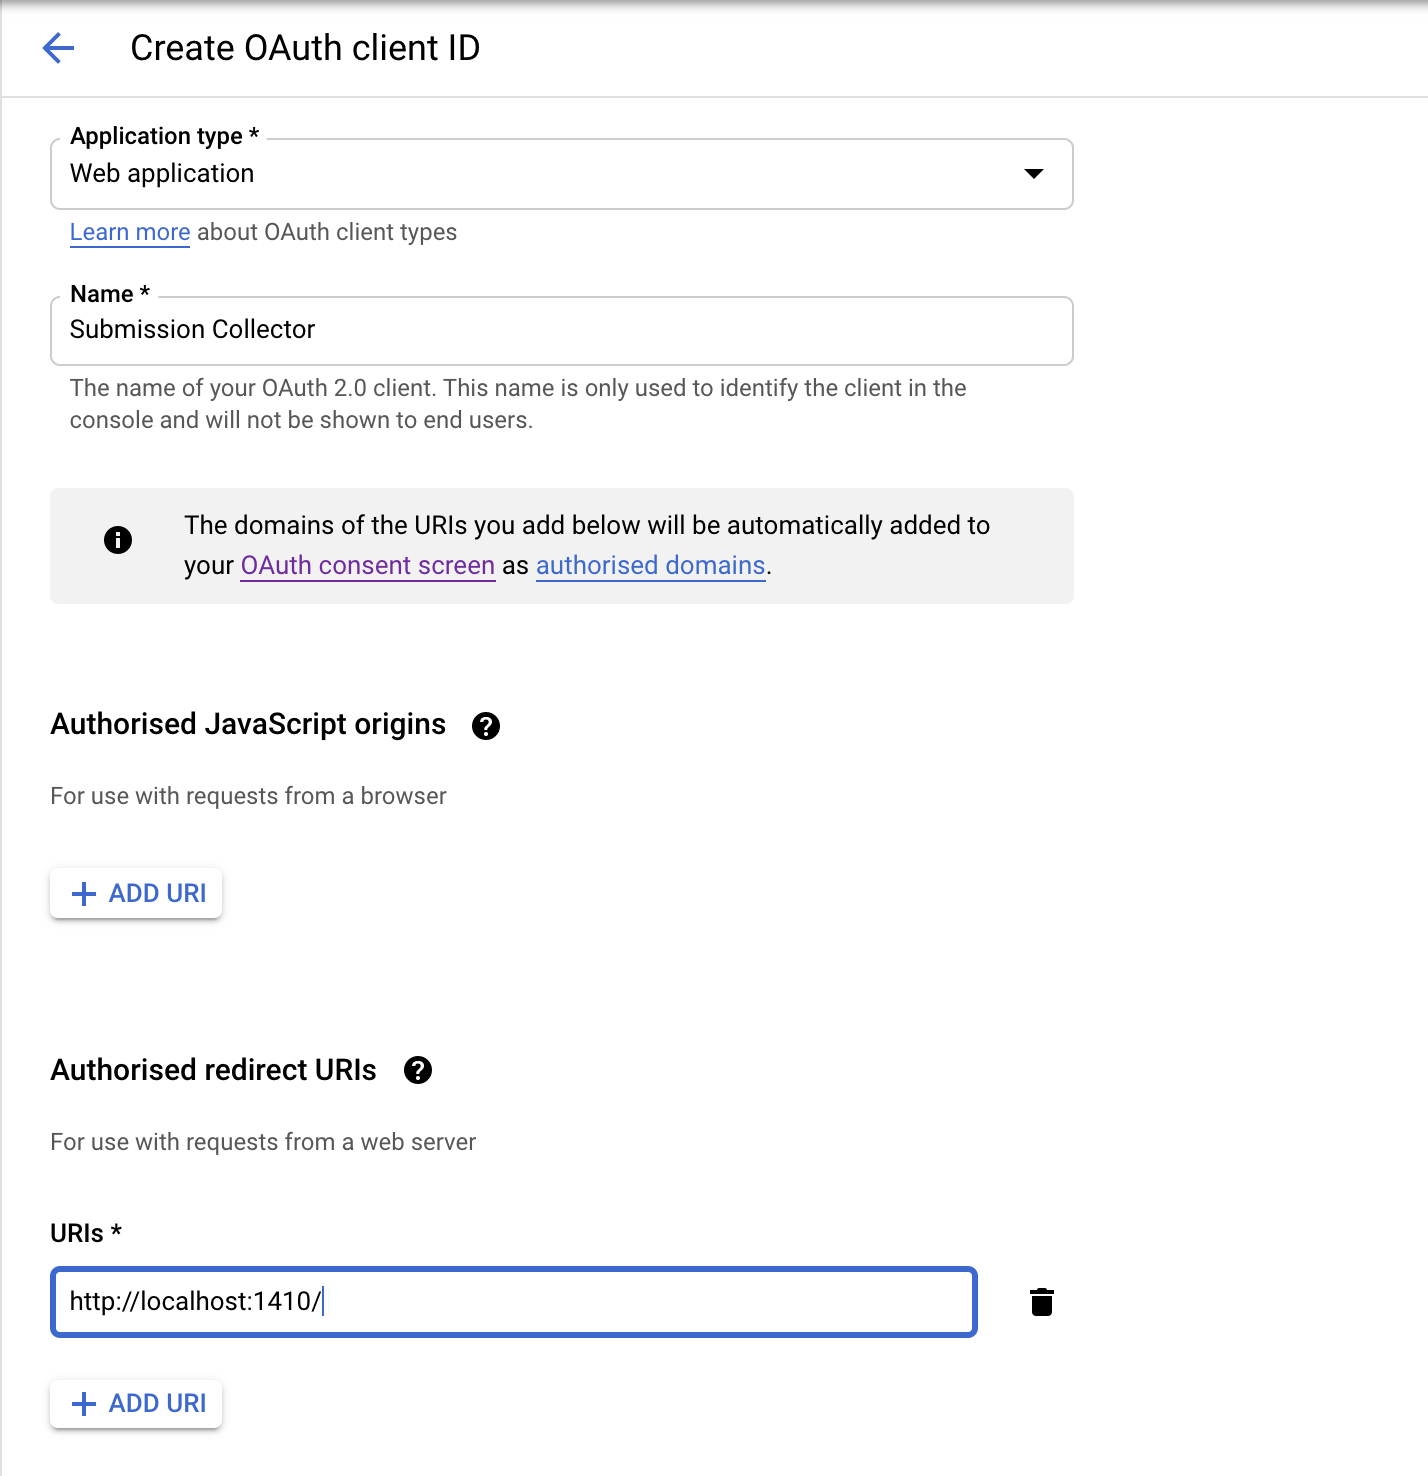 Create OAuth client ID
Application type *
Web application
Learn more about OAuth client types
Name *
Submission Collector
The name of your OAuth 2.0 client. This name is only used to identify the client in the
console and will not be shown to end users.
The domains of the URIs you add below will be automatically added to
your OAuth consent screen as authorised domains.
Authorised JavaScript origins
For use with requests from a browser
ADD URI
Authorised redirect URIs
For use with requests from a web server
URIs *
http://localhost:1410/
ADD URI